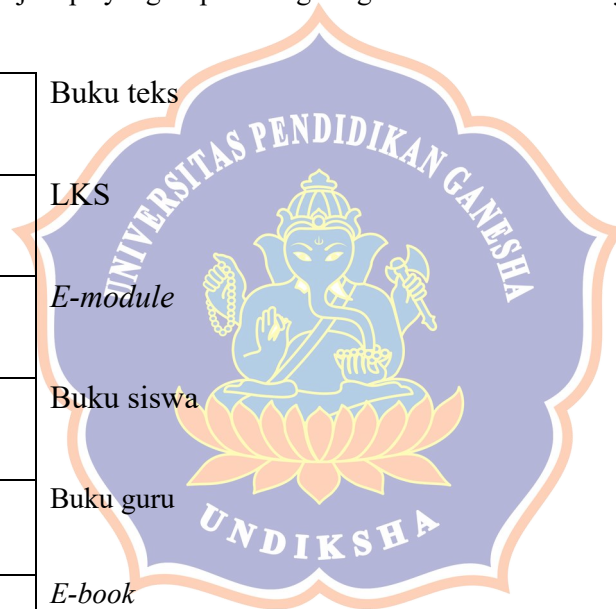 Buku teks
LKS
E-module
Buku siswa
Buku guru
E-book
UNIVERSITAS PENDIDIKAN GANESHA
UNDIKSHA